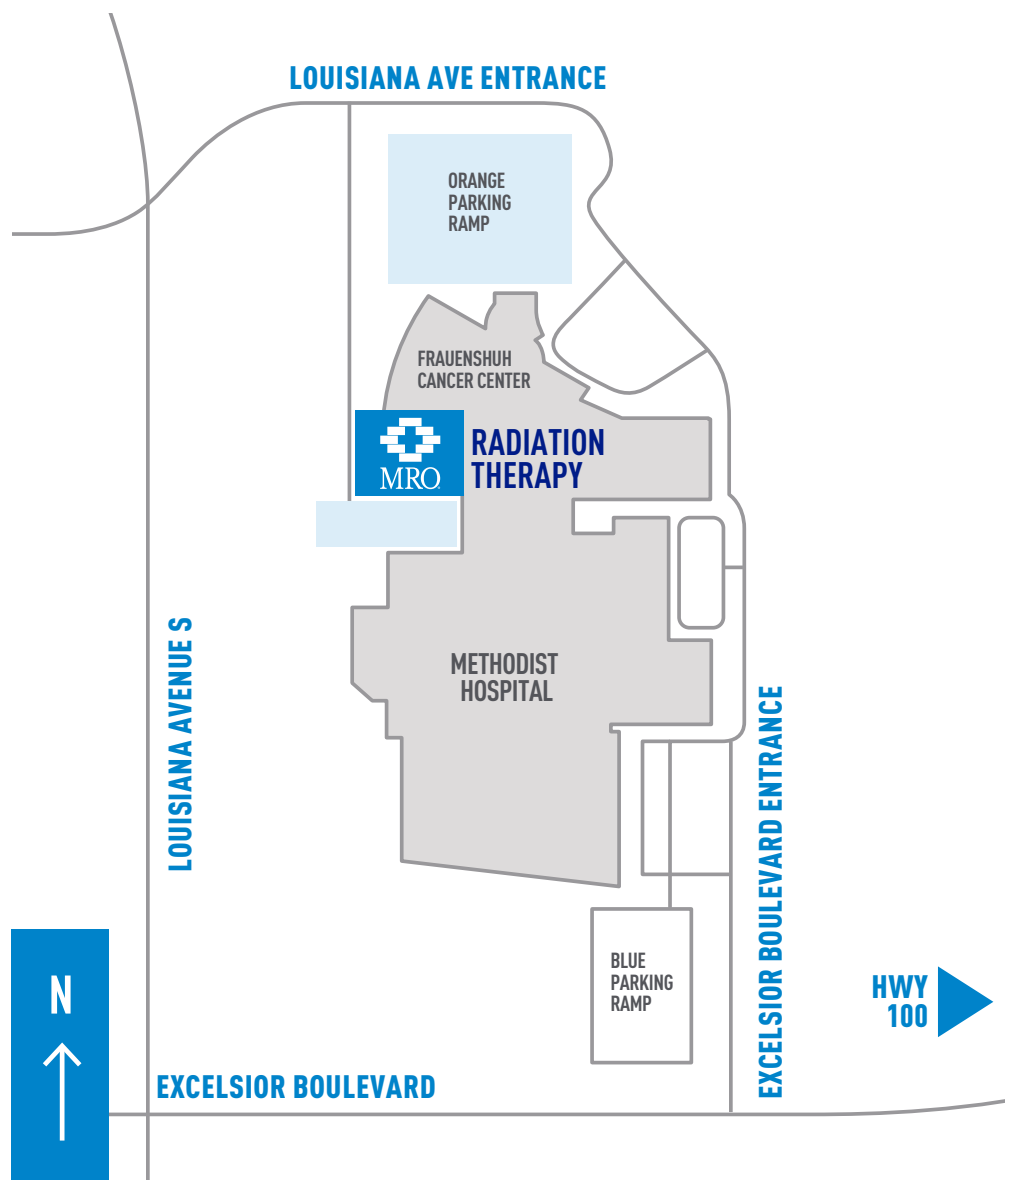 LOUISIANA AVE ENTRANCE
ORANGE
PARKING
RAMP
FRAUENSHUH
CANCER CENTER
MRO
RADIATION
THERAPY
METHODIST
HOSPITAL
LOUISIANA AVENUE S
EXCELSIOR BOULEVARD ENTRANCE
BLUE
PARKING
RAMP
HWY
100
N
EXCELSIOR BOULEVARD